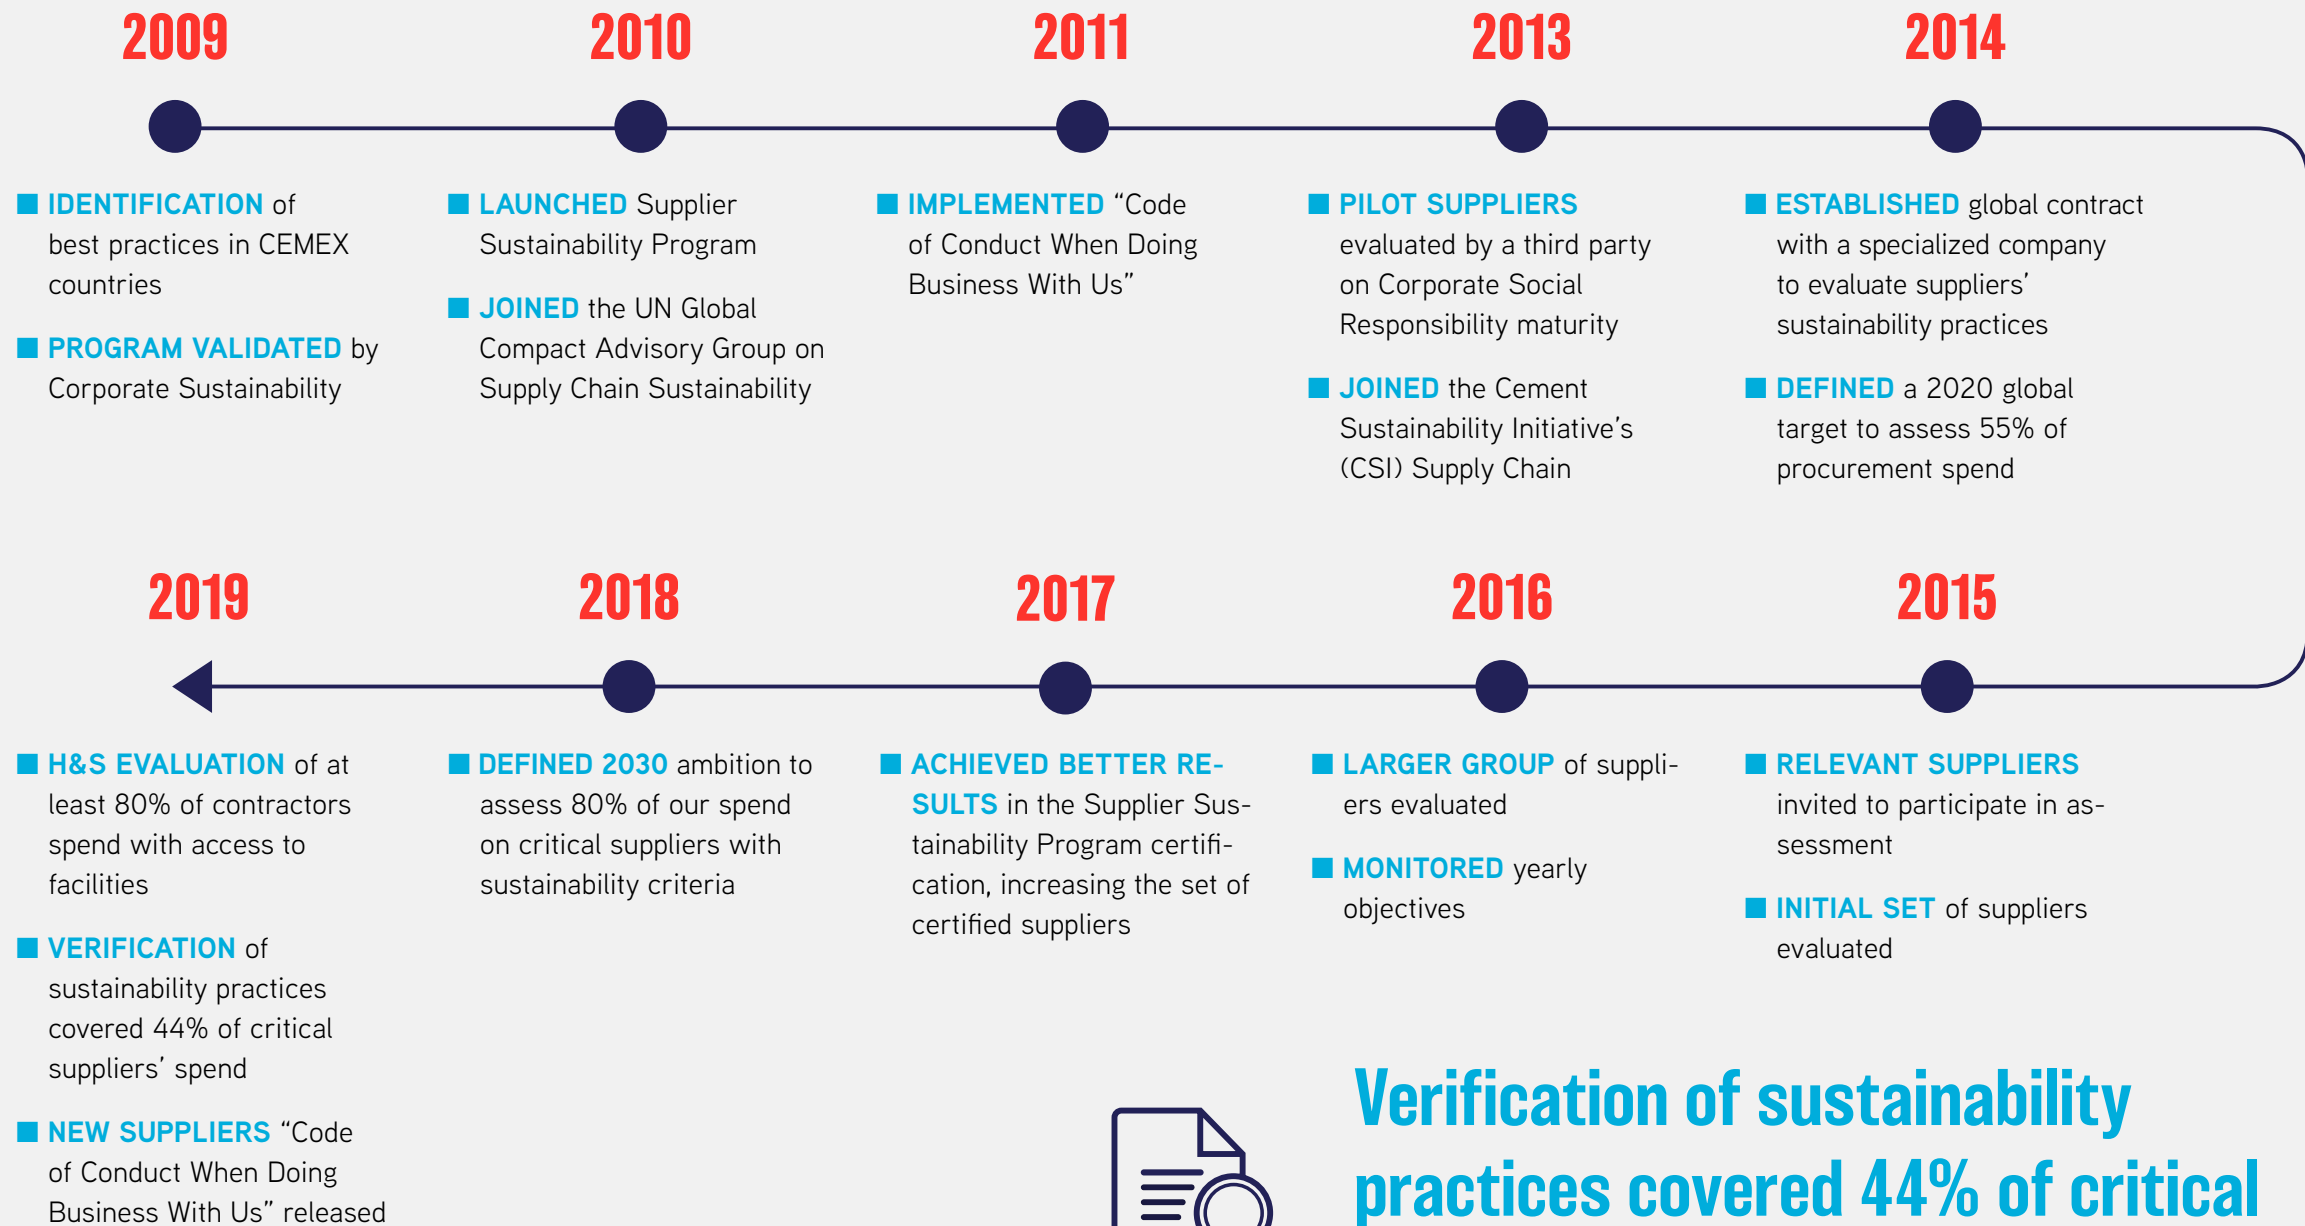 2009
IDENTIFICATION of
best practices in CEMEX
countries
PROGRAM VALIDATED by
Corporate Sustainability
2010
LAUNCHED Supplier
Sustainability Program
JOINED the UN Global
Compact Advisory Group on
Supply Chain Sustainability
2011
IMPLEMENTED “Code
of Conduct When Doing
Business With Us”
2013
PILOT SUPPLIERS
evaluated by a third party
on Corporate Social
Responsibility maturity
JOINED the Cement
Sustainability Initiative’s
(CSI) Supply Chain
2014
ESTABLISHED global contract
with a specialized company
to evaluate suppliers’
sustainability practices
DEFINED a 2020 global
target to assess 55% of
procurement spend
2019
H&S EVALUATION of at
least 80% of contractors
spend with access to
facilities
VERIFICATION of
sustainability practices
covered 44% of critical
suppliers’ spend
NEW SUPPLIERS “Code
of Conduct When Doing
Business With Us” released
2018
DEFINED 2030 ambition to
assess 80% of our spend
on critical suppliers with
sustainability criteria
2017
ACHIEVED BETTER RE-
SULTS in the Supplier Sus-
tainability Program certifi-
cation, increasing the set of
certified suppliers
2016
LARGER GROUP of suppli-
ers evaluated
MONITORED yearly
objectives
2015
RELEVANT SUPPLIERS
invited to participate in as-
sessment
INITIAL SET of suppliers
evaluated
Verification of sustainability
practices covered 44% of critical